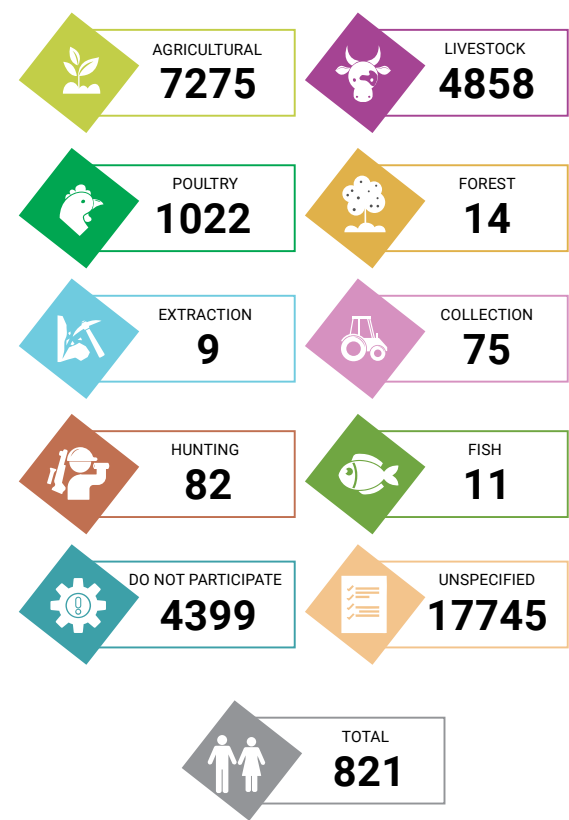 AGRICULTURAL
7275
LIVESTOCK
4858
POULTRY
1022
FOREST
14
EXTRACTION
9
COLLECTION
75
HUNTING
82
FISH
11
DO NOT PARTICIPATE
4399
UNSPECIFIED
17745
TOTAL
821